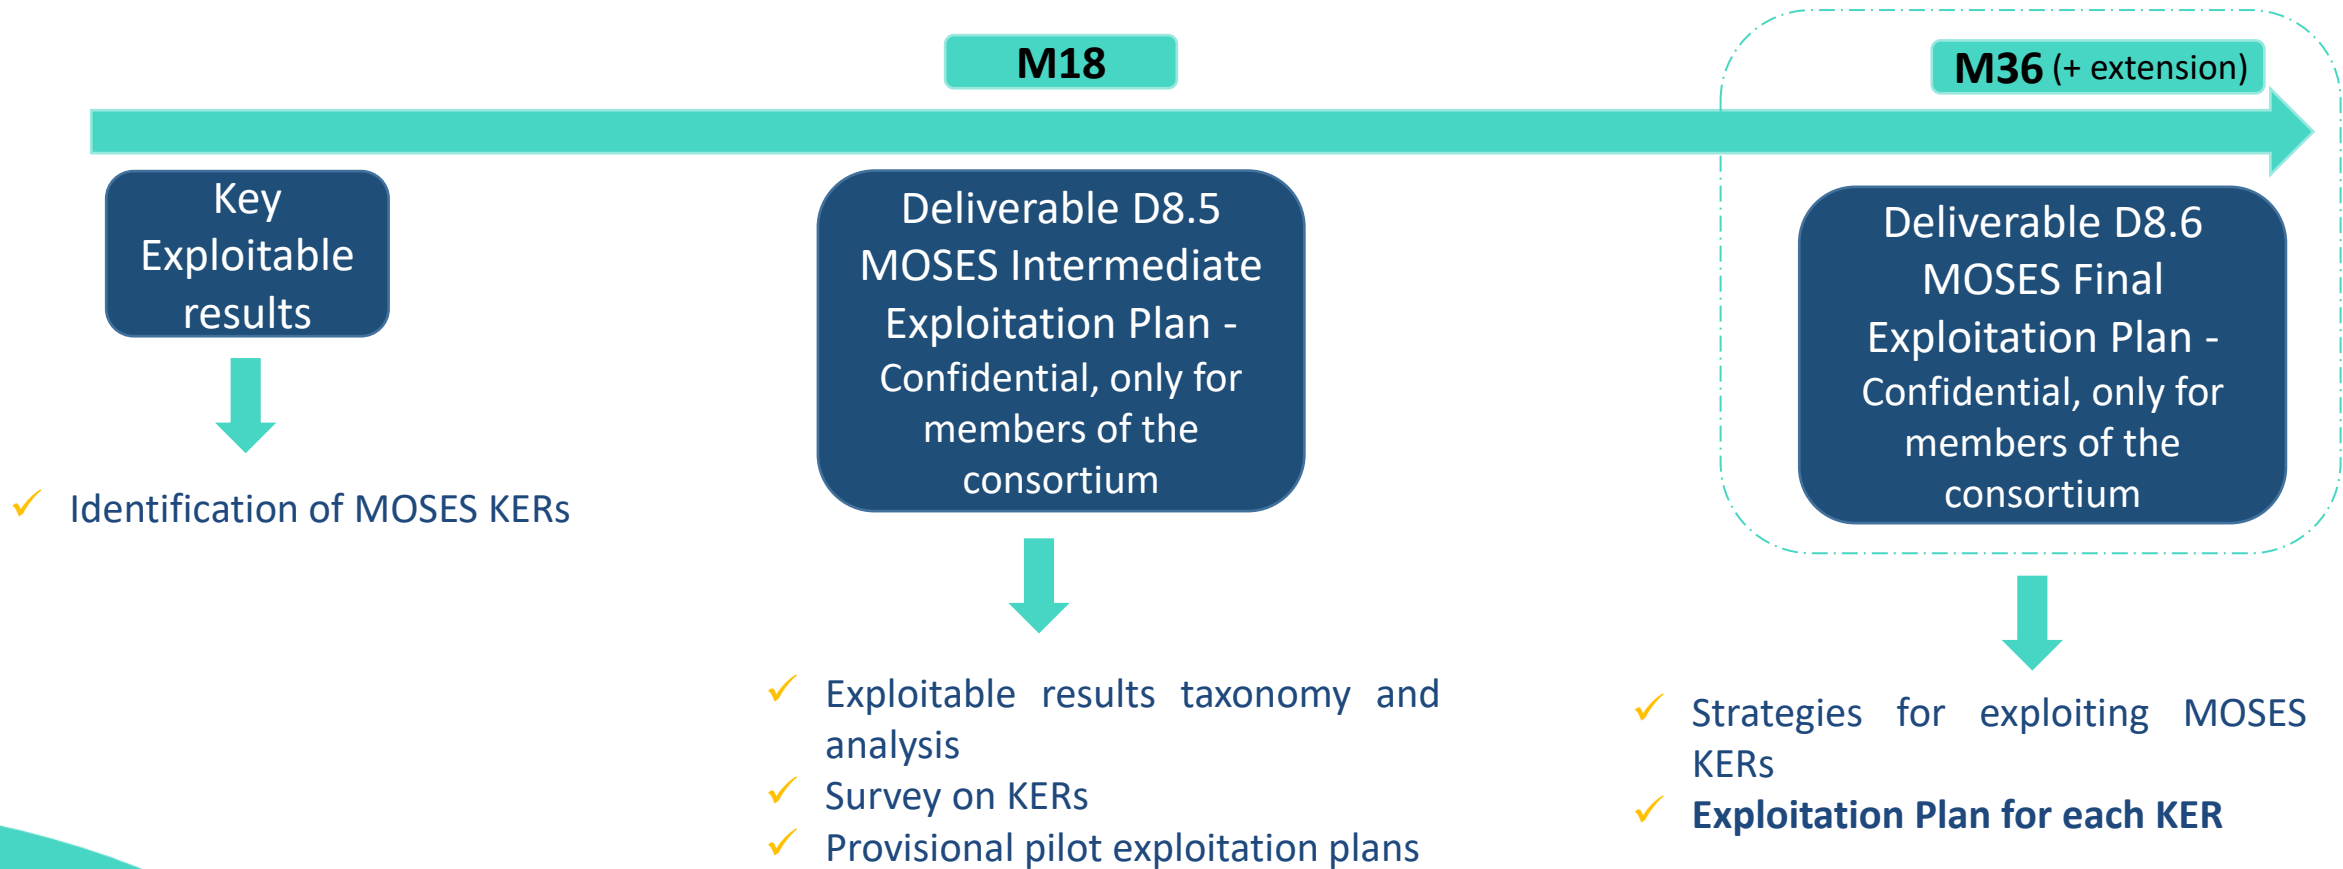 M18
M36 (+ extension)
Key
Exploitable
results
Identification of MOSES KERs
Deliverable D8.5
MOSES Intermediate
Exploitation Plan -
Confidential, only for
members of the
consortium
Exploitable results taxonomy and
analysis
Survey on KERs
Provisional pilot exploitation plans
Deliverable D8.6
MOSES Final
Exploitation Plan -
Confidential, only for
members of the
consortium
Strategies for exploiting MOSES
KERs
Exploitation Plan for each KER